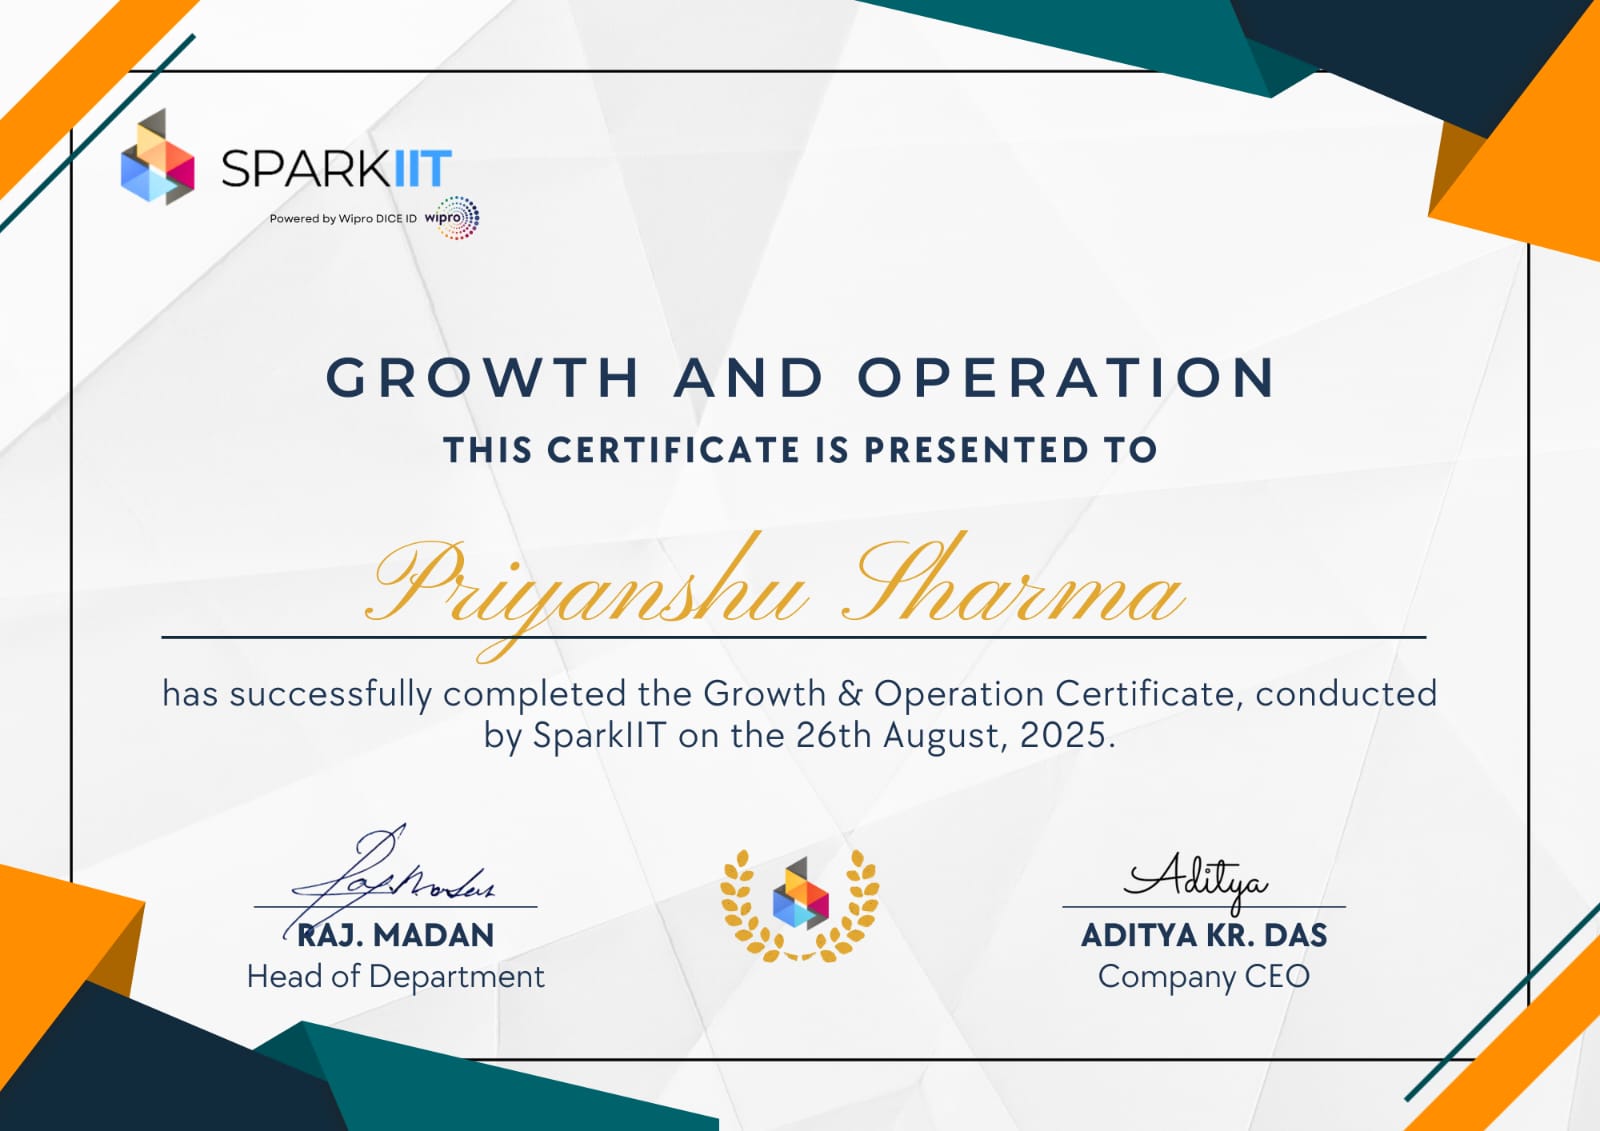 SPARKIIT
Powered by Wipro DICE ID wipro
GROWTH AND OPERATION
THIS CERTIFICATE IS PRESENTED TO
Priyanshu Sharma
has successfully completed the Growth & Operation Certificate, conducted
by SparkIIT on the 26th August, 2025.
Raj Madan
Aditya
RAJ. MADAN
ADITYA KR. DAS
Head of Department
Company CEO